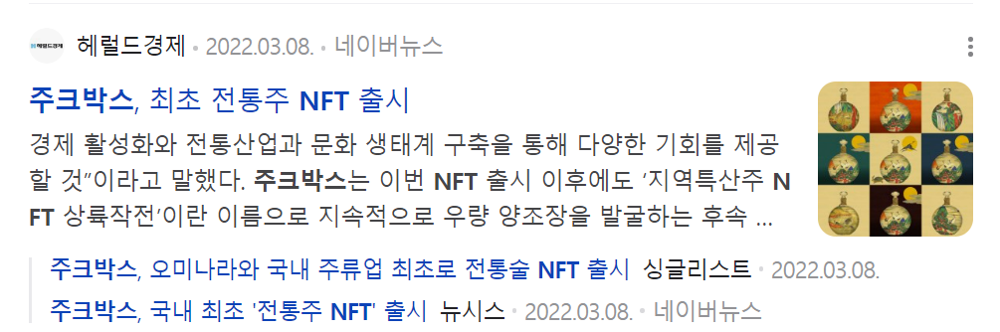 헤럴드경제 헤럴드경제 2022.03.08. 네이버뉴스
주크박스, 최초 전통주 NFT 출시
경제 활성화와 전통산업과 문화 생태계 구축을 통해 다양한 기회를 제공
할 것”이라고 말했다. 주크박스는 이번 NFT 출시 이후에도 ‘지역특산주 N
FT 상륙작전’이란 이름으로 지속적으로 우량 양조장을 발굴하는 후속 ...
주크박스, 오미나라와 국내 주류업 최초로 전통술 NFT 출시 싱글리스트 2022.03.08.
주크박스, 국내 최초 '전통주 NFT' 출시 뉴시스 2022.03.08. 네이버뉴스